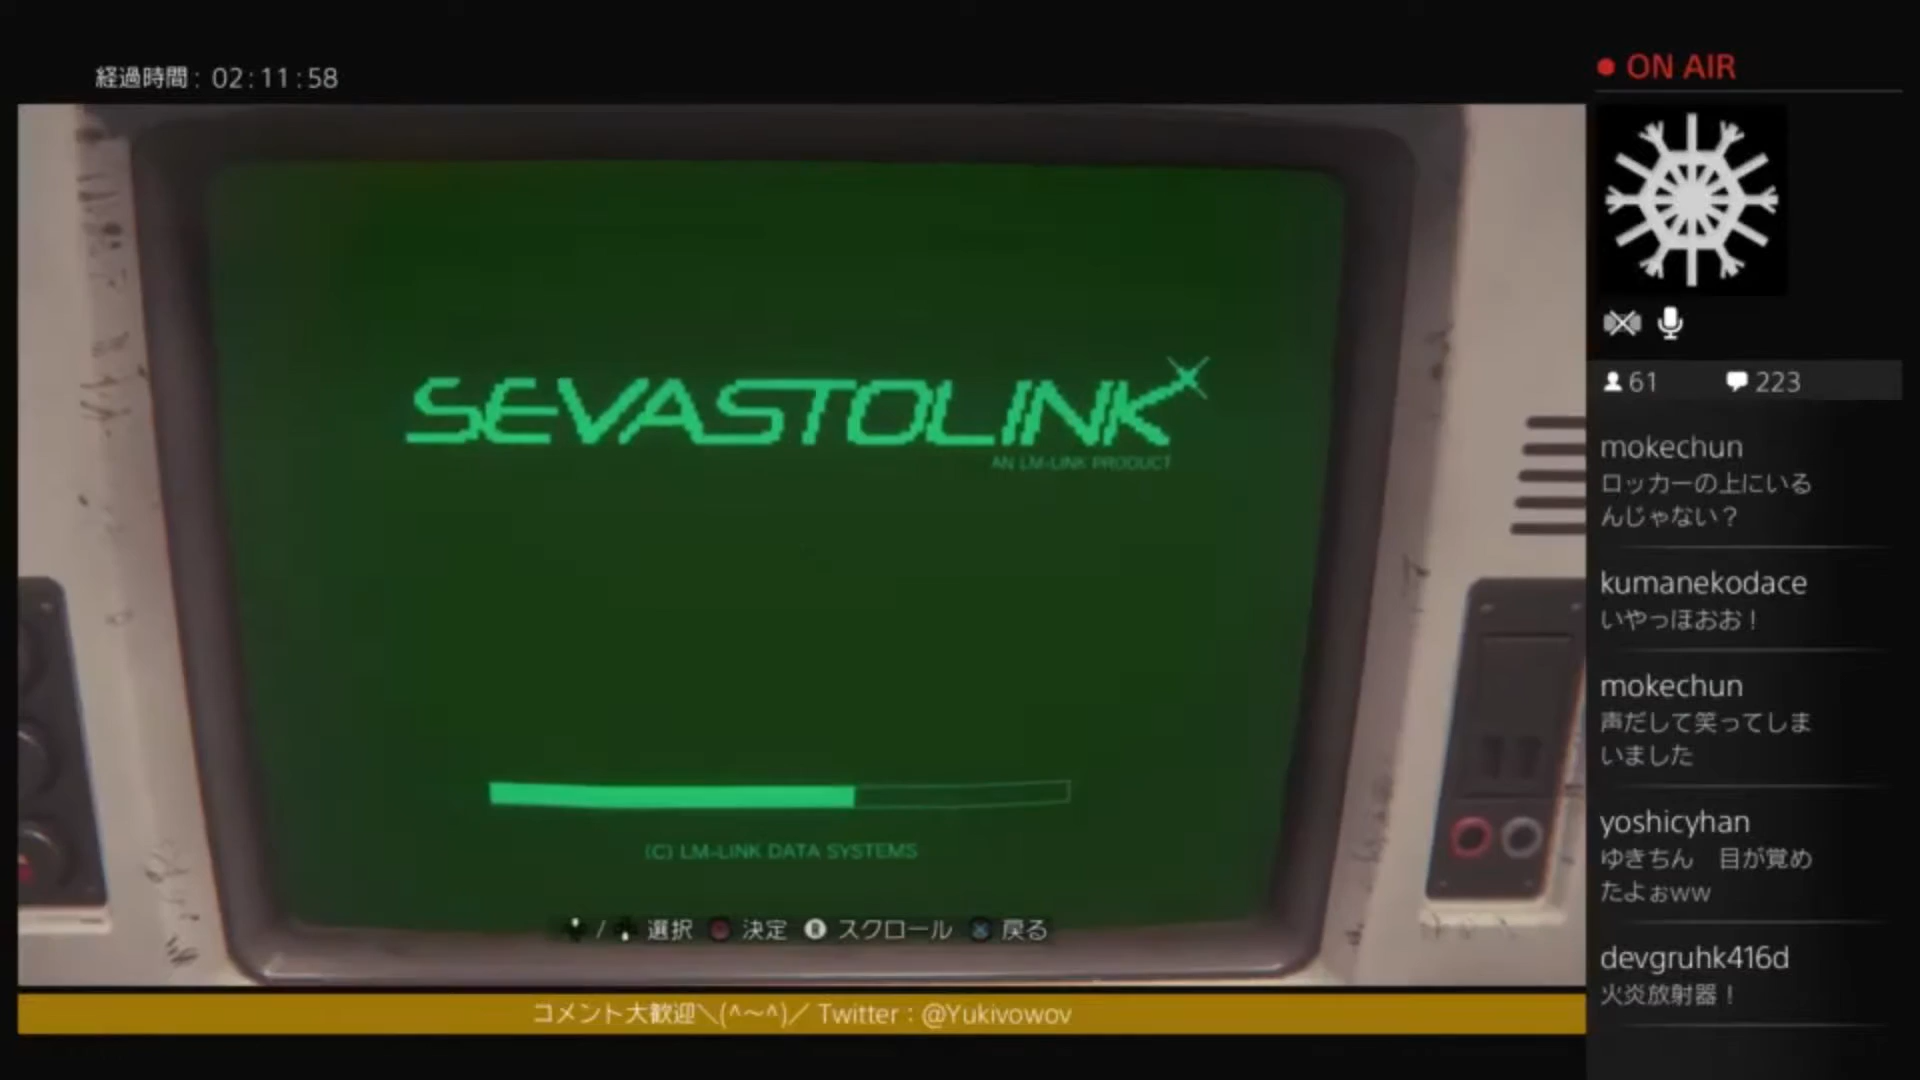 経過時間: 02:11:58
ON AIR
SEVASTOLINK
AN LM-LINK PRODUCT
(C) LM-LINK DATA SYSTEMS
/ 選択 決定 R スクロール 戻る
コメント大歓迎＼(^～^)／ Twitter：@Yukivowov
61 223
mokechun
ロッカーの上にいる
んじゃない？
kumanekodace
いやっほおお！
mokechun
声だして笑ってしま
いました
yoshicyhan
ゆきちん　目が覚め
たよぉww
devgruhk416d
火炎放射器！